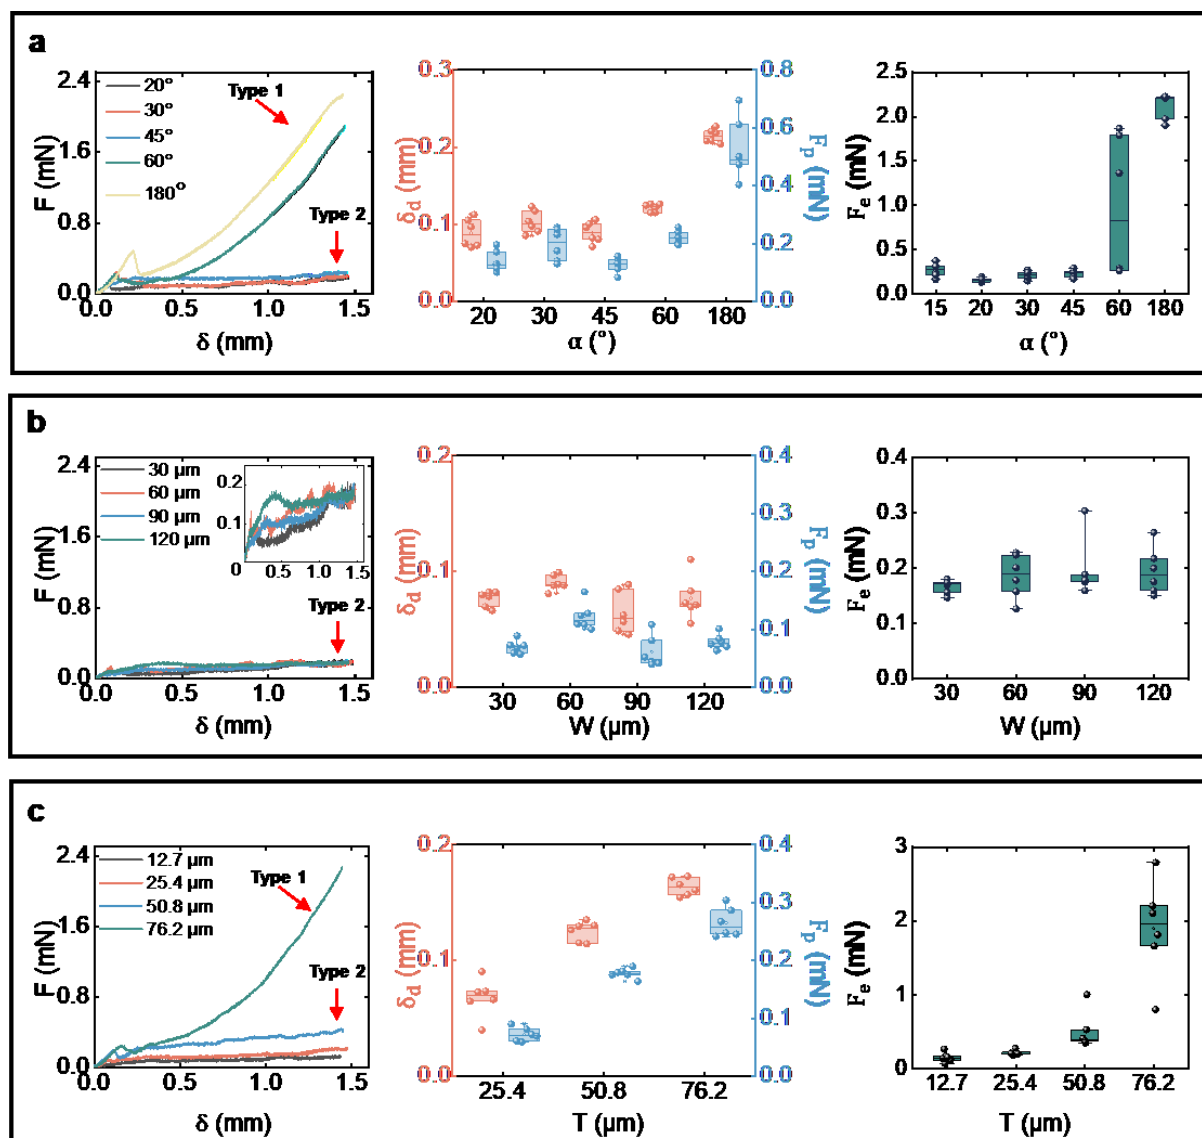 a
2.4
1.6
0.8
0.0
F (mN)
20°
30°
45°
60°
180°
Type 1
Type 2
0.0 0.5 1.0 1.5
δ (mm)
0.3
0.2
0.1
0.0
δd (mm)
0.8
0.6
0.4
0.2
0.0
Fp (mN)
20 30 45 60 180
α (°)
2.5
2.0
1.5
1.0
0.5
0.0
Fe (mN)
15 20 30 45 60 180
α (°)
b
2.4
1.6
0.8
0.0
F (mN)
30 μm
60 μm
90 μm
120 μm
0.2
0.1
0 0.5 1.0 1.5
Type 2
0.0 0.5 1.0 1.5
δ (mm)
0.2
0.1
0.0
δd (mm)
0.4
0.3
0.2
0.1
0.0
Fp (mN)
30 60 90 120
W (μm)
0.4
0.3
0.2
0.1
0.0
Fe (mN)
30 60 90 120
W (μm)
c
2.4
1.6
0.8
0.0
F (mN)
12.7 μm
25.4 μm
50.8 μm
76.2 μm
Type 1
Type 2
0.0 0.5 1.0 1.5
δ (mm)
0.2
0.1
0.0
δd (mm)
0.4
0.3
0.2
0.1
0.0
Fp (mN)
25.4 50.8 76.2
T (μm)
3
2
1
0
Fe (mN)
12.7 25.4 50.8 76.2
T (μm)